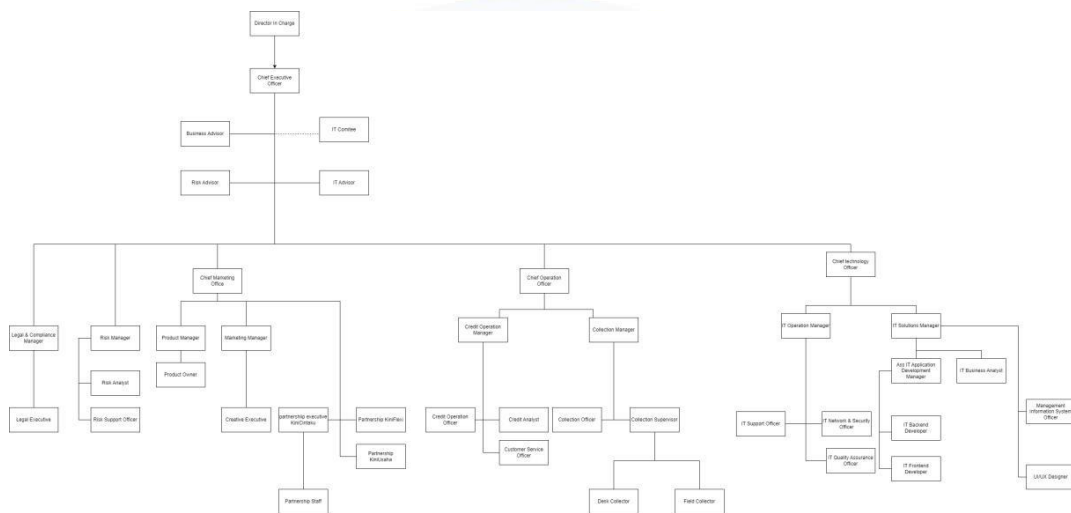 Director In Charge
Chief Executive
Officer
Business Advisor
IT Comitee
Risk Advisor
IT Advisor
Chief Marketing
Office
Chief Operation
Officer
Chief technology
Officer
Legal & Compliance
Manager
Risk Manager
Product Manager
Marketing Manager
Credit Operation
Manager
Collection Manager
IT Operation Manager
IT Solutions Manager
Product Owner
Risk Analyst
Ass IT Application
Development
Manager
IT Business Analyst
Legal Executive
Risk Support Officer
Creative Executive
partnership executive
Partnership
Credit Operation
Officer
Credit Analyst
Collection Officer
Collection Supervisor
IT Support Officer
IT Network & Security
Officer
IT Backend
Developer
Management
Information System
Officer
Partnership
Customer Service
Officer
IT Quality Assurance
Officer
IT Frontend
Developer
UI/UX Designer
Partnership Staff
Desk Collector
Field Collector